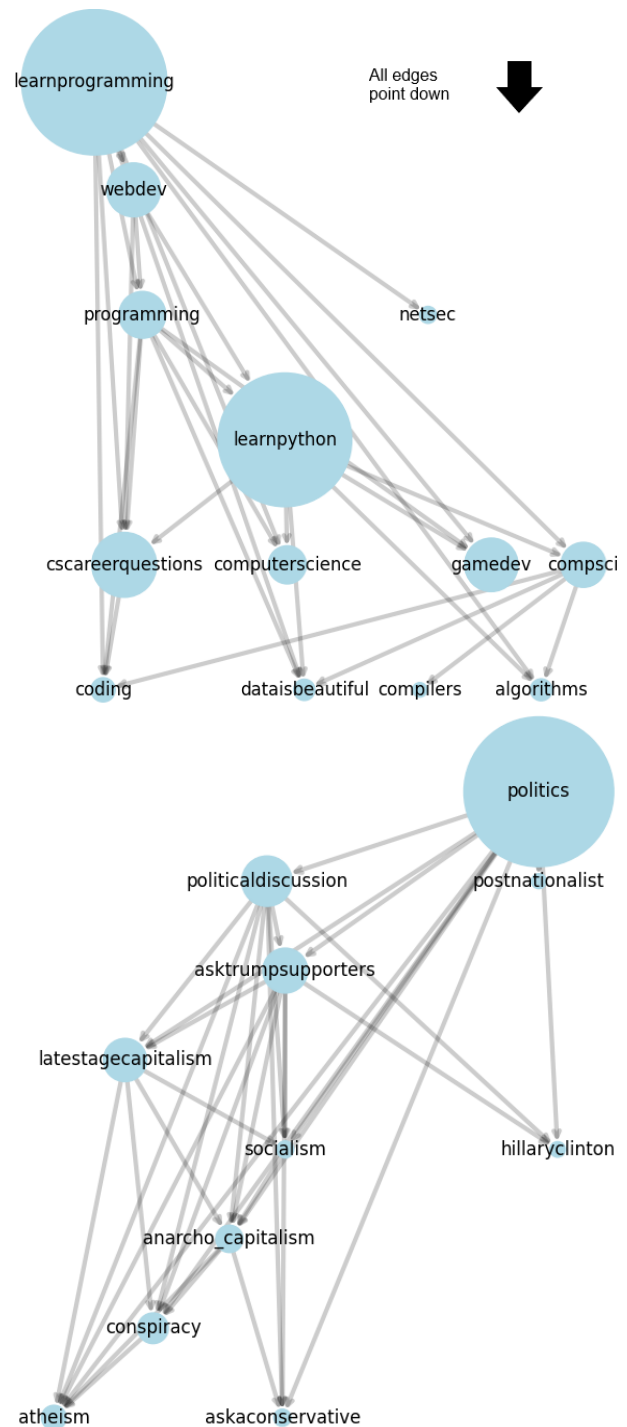 learnprogramming
All edges
point down
webdev
programming
netsec
learnpython
cscareerquestions
computerscience
gamedev
compsci
coding
dataisbeautiful
compilers
algorithms
politics
politicaldiscussion
postnationalist
asktrumpsupporters
latestagecapitalism
socialism
hillaryclinton
anarcho_capitalism
conspiracy
atheism
askaconservative